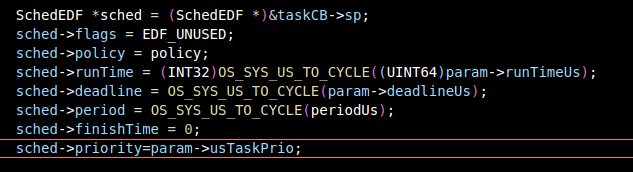 SchedEDF *sched = (SchedEDF *)&taskCB->sp;
sched->flags = EDF_UNUSED;
sched->policy = policy;
sched->runTime = (INT32)OS_SYS_US_TO_CYCLE((UINT64)param->runTimeUs);
sched->deadline = OS_SYS_US_TO_CYCLE(param->deadlineUs);
sched->period = OS_SYS_US_TO_CYCLE(periodUs);
sched->finishTime = 0;
sched->priority=param->usTaskPrio;